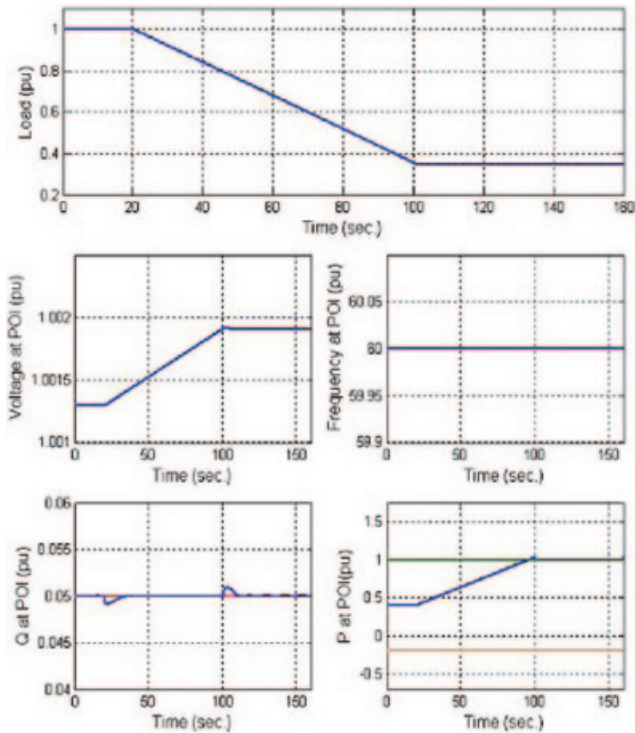 1
0.8
0.6
0.4
0.2
Load (pu)
0 20 40 60 80 100 120 140 160
Time (sec.)
1.002
1.0015
1.001
Voltage at POI (pu)
0 50 100 150
Time (sec.)
60.05
60
59.95
59.9
Frequency at POI (pu)
0 50 100 150
Time (sec.)
0.06
0.055
0.050
0.045
0.04
Q at POI (pu)
0 50 100 150
Time (sec.)
1.5
1
0.5
0
-0.5
P at POI(pu)
0 50 100 150
Time (sec.)